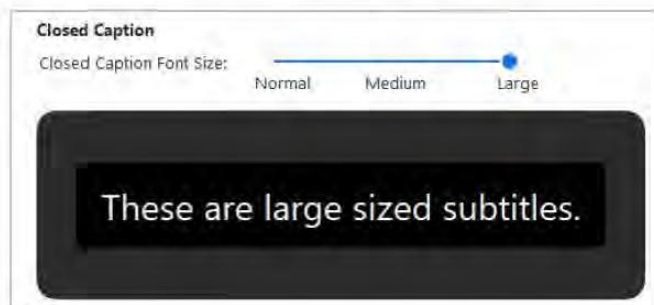 Closed Caption
Closed Caption Font Size:
Normal Medium Large
These are large sized subtitles.